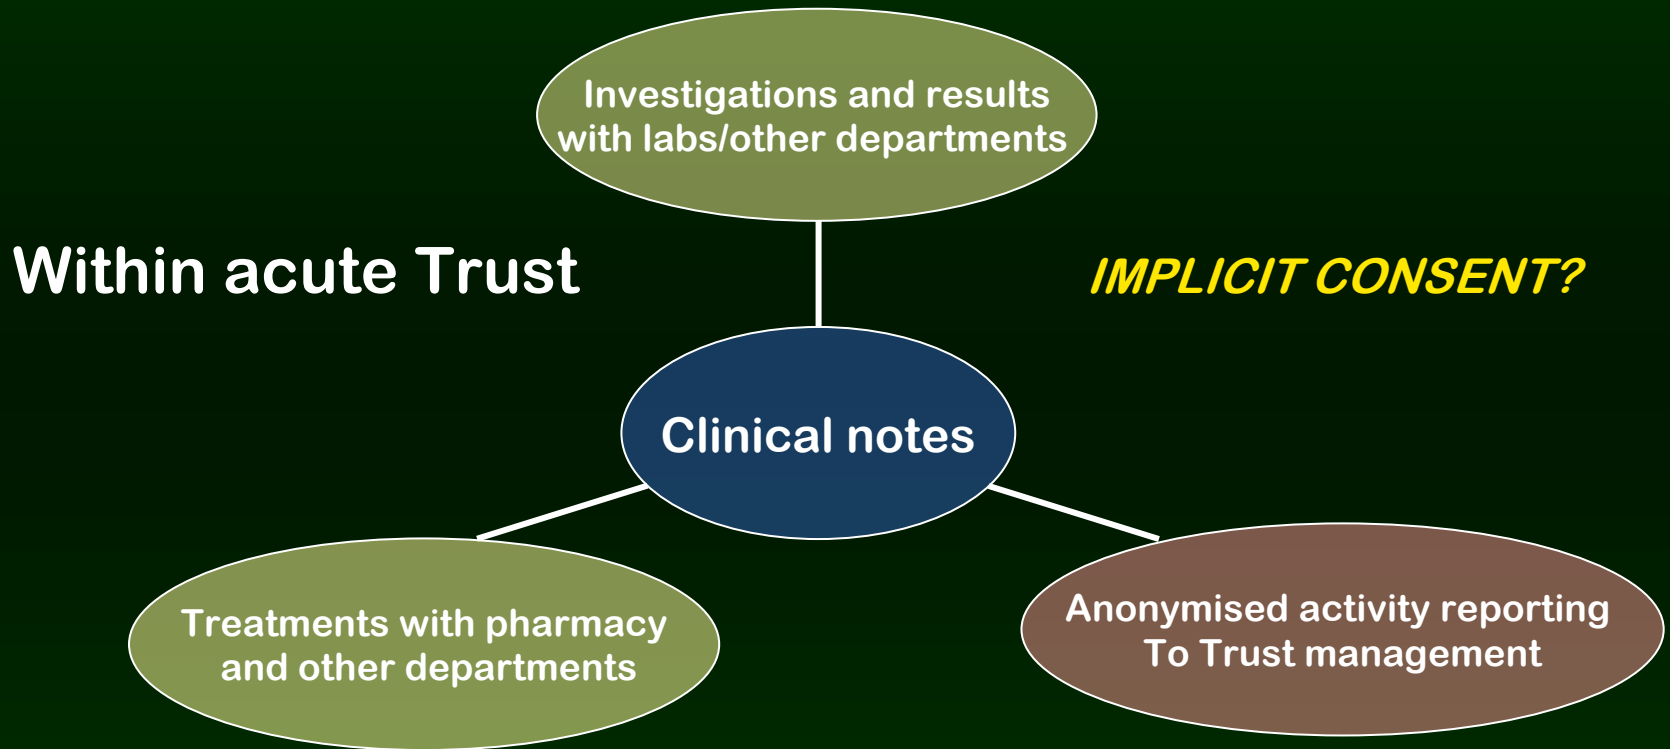 Investigations and results
with labs/other departments
Within acute Trust
IMPLICIT CONSENT?
Clinical notes
Treatments with pharmacy
and other departments
Anonymised activity reporting
To Trust management